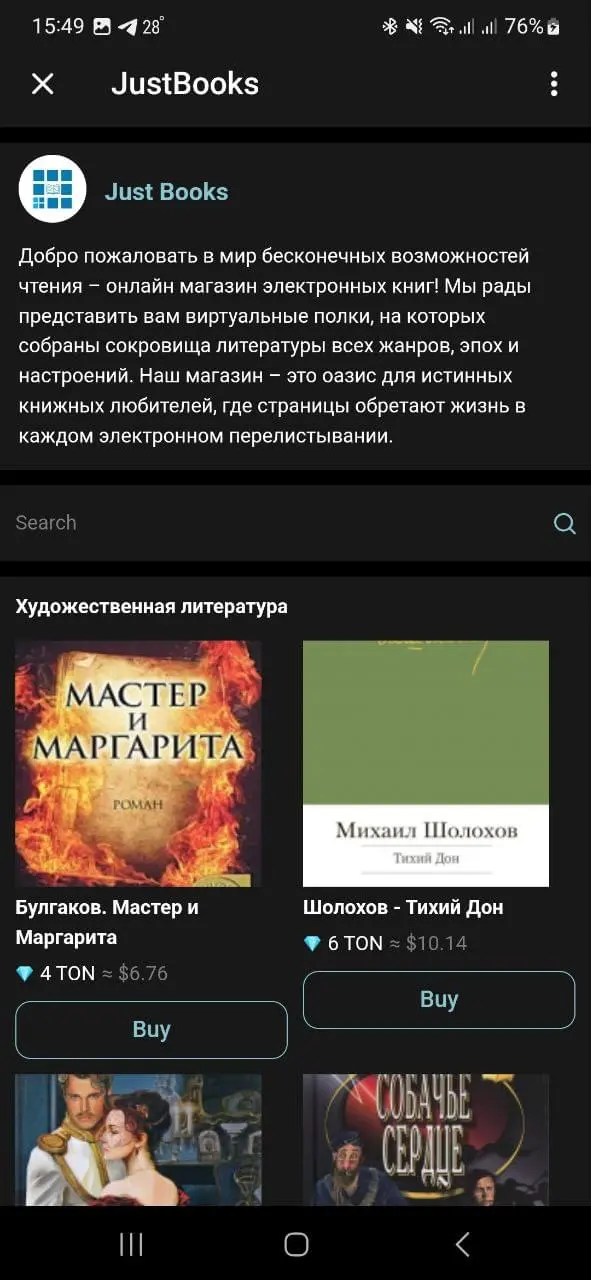 15:49 28° 76%
JustBooks
Just Books
Добро пожаловать в мир бесконечных возможностей
чтения – онлайн магазин электронных книг! Мы рады
представить вам виртуальные полки, на которых
собраны сокровища литературы всех жанров, эпох и
настроений. Наш магазин – это оазис для истинных
книжных любителей, где страницы обретают жизнь в
каждом электронном перелистывании.
Search
Художественная литература
МАСТЕР
И
МАРГАРИТА
РОМАН
Михаил Шолохов
Тихий Дон
Булгаков. Мастер и
Маргарита
4 TON ≈ $6.76
Buy
Шолохов - Тихий Дон
6 TON ≈ $10.14
Buy
СОБАЧЬЕ
СЕРДЦЕ